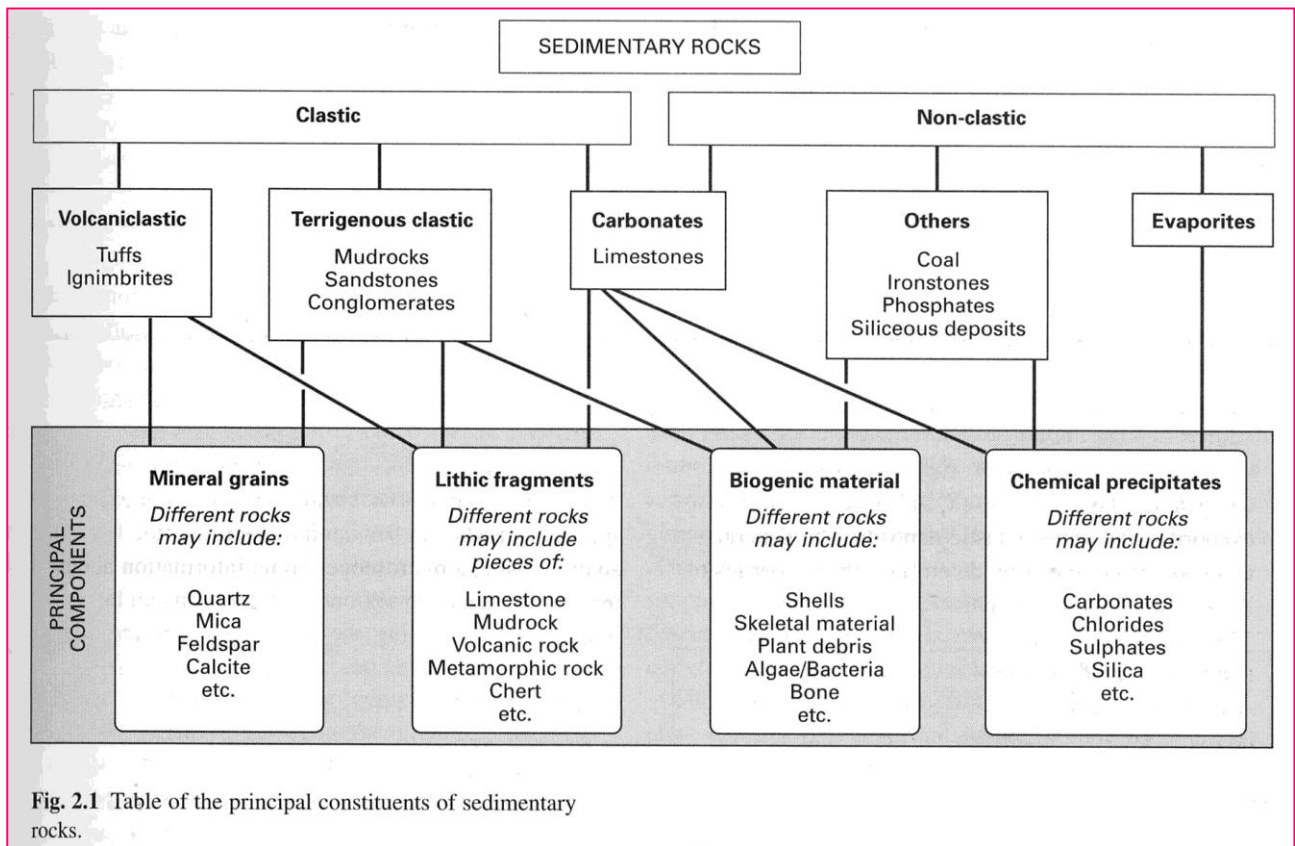 SEDIMENTARY ROCKS
Clastic
Non-clastic
Volcaniclastic
Tuffs
Ignimbrites
Terrigenous clastic
Mudrocks
Sandstones
Conglomerates
Carbonates
Limestones
Others
Coal
Ironstones
Phosphates
Siliceous deposits
Evaporites
PRINCIPAL
COMPONENTS
Mineral grains
Different rocks
may include:
Quartz
Mica
Feldspar
Calcite
etc.
Lithic fragments
Different rocks
may include
pieces of:
Limestone
Mudrock
Volcanic rock
Metamorphic rock
Chert
etc.
Biogenic material
Different rocks
may include:
Shells
Skeletal material
Plant debris
Algae/Bacteria
Bone
etc.
Chemical precipitates
Different rocks
may include:
Carbonates
Chlorides
Sulphates
Silica
etc.
Fig. 2.1 Table of the principal constituents of sedimentary
rocks.